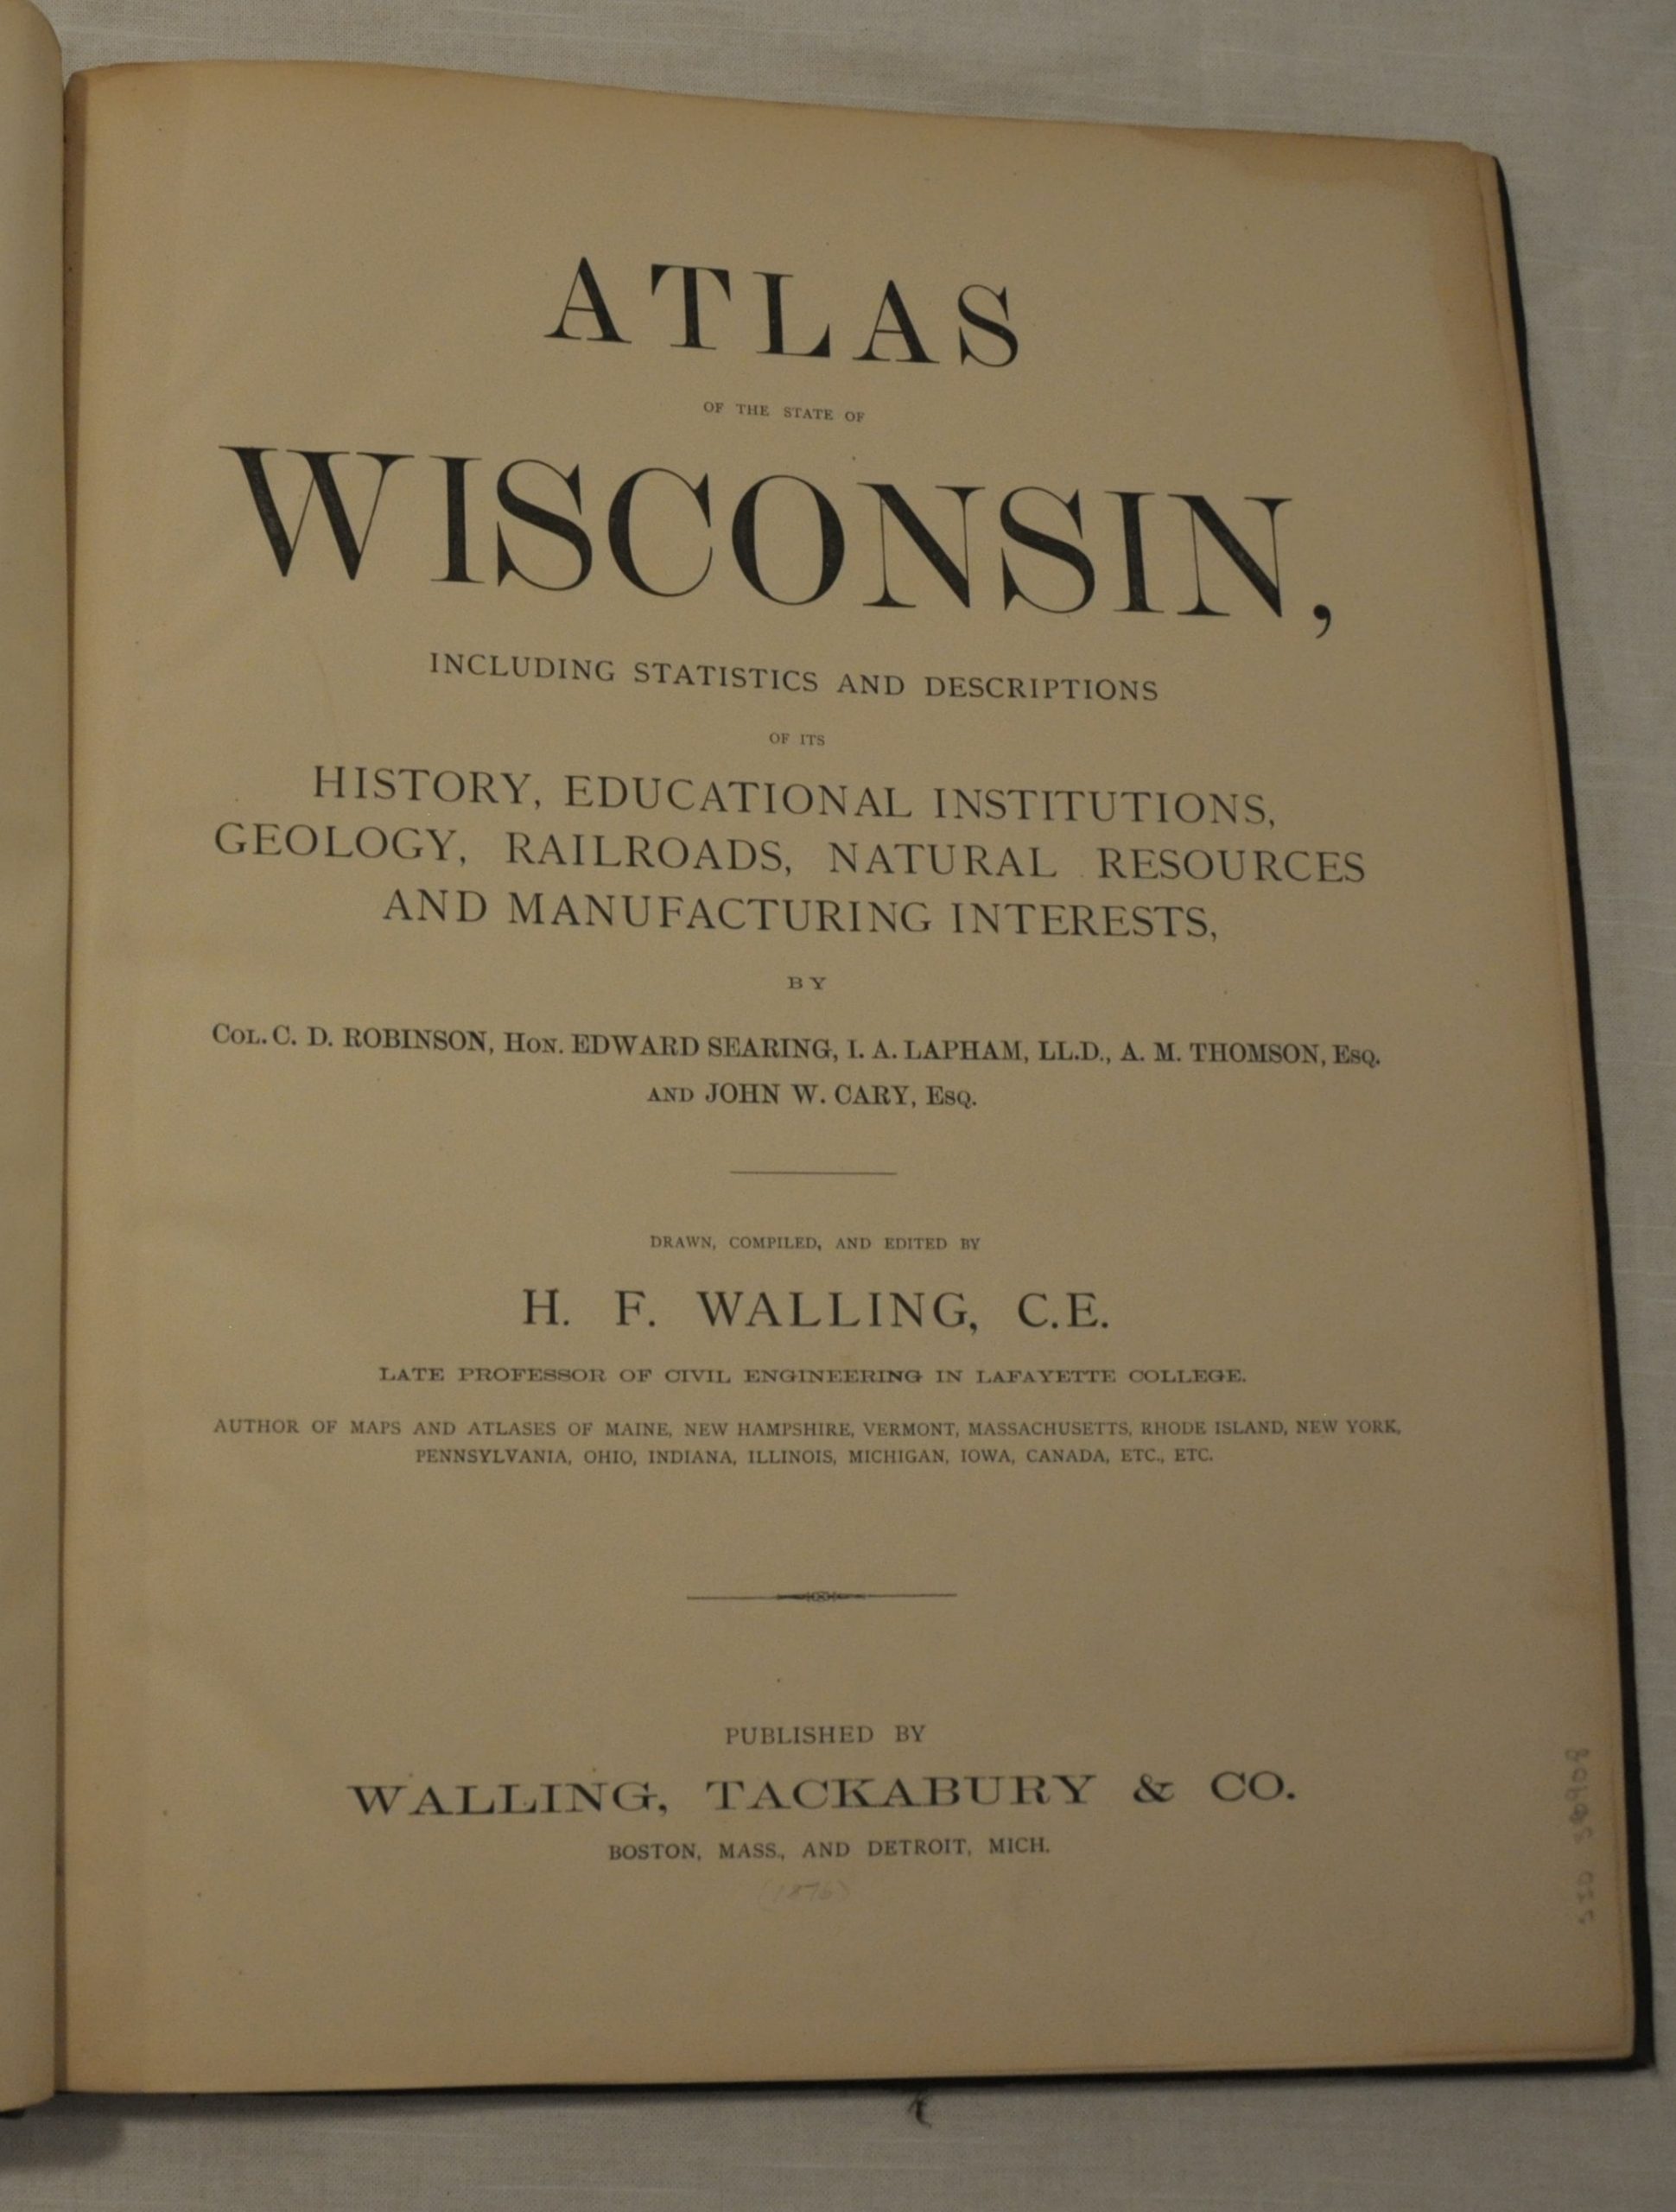 ATLAS
OF THE STATE OF
WISCONSIN,
INCLUDING STATISTICS AND DESCRIPTIONS
OF ITS
HISTORY, EDUCATIONAL INSTITUTIONS,
GEOLOGY, RAILROADS, NATURAL RESOURCES
AND MANUFACTURING INTERESTS,
BY
COL. C. D. ROBINSON, HON. EDWARD SEARING, I. A. LAPHAM, LL.D., A. M. THOMSON, ESQ.
AND JOHN W. CARY, ESQ.
DRAWN, COMPILED, AND EDITED BY
H. F. WALLING, C.E.
LATE PROFESSOR OF CIVIL ENGINEERING IN LAFAYETTE COLLEGE.
AUTHOR OF MAPS AND ATLASES OF MAINE, NEW HAMPSHIRE, VERMONT, MASSACHUSETTS, RHODE ISLAND, NEW YORK,
PENNSYLVANIA, OHIO, INDIANA, ILLINOIS, MICHIGAN, IOWA, CANADA, ETC., ETC.
PUBLISHED BY
WALLING, TACKABURY & CO.
BOSTON, MASS., AND DETROIT, MICH.
(1876)